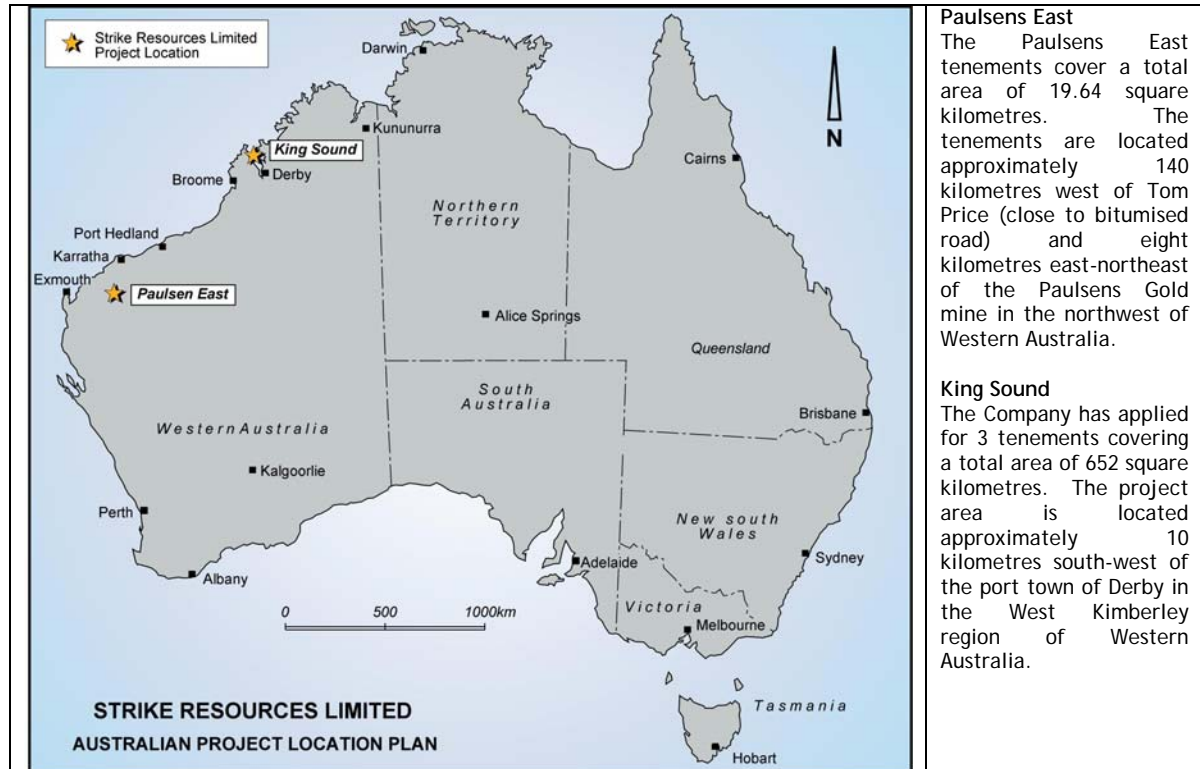 Strike Resources Limited
Project Location
Darwin
Kununurra
King Sound
Derby
Broome
Cairns
N
Northern
Territory
Port Hedland
Karratha
Exmouth
Paulsen East
Alice Springs
Queensland
South
Australia
Brisbane
Western Australia
Kalgoorlie
Perth
New south
Wales
Albany
Adelaide
Sydney
0 500 1000km
Victoria
Melbourne
Tasmania
Hobart
STRIKE RESOURCES LIMITED
AUSTRALIAN PROJECT LOCATION PLAN
Paulsens East
The Paulsens East
tenements cover a total
area of 19.64 square
kilometres. The
tenements are located
approximately 140
kilometres west of Tom
Price (close to bitumised
road) and eight
kilometres east-northeast
of the Paulsens Gold
mine in the northwest of
Western Australia.
King Sound
The Company has applied
for 3 tenements covering
a total area of 652 square
kilometres. The project
area is located
approximately 10
kilometres south-west of
the port town of Derby in
the West Kimberley
region of Western
Australia.